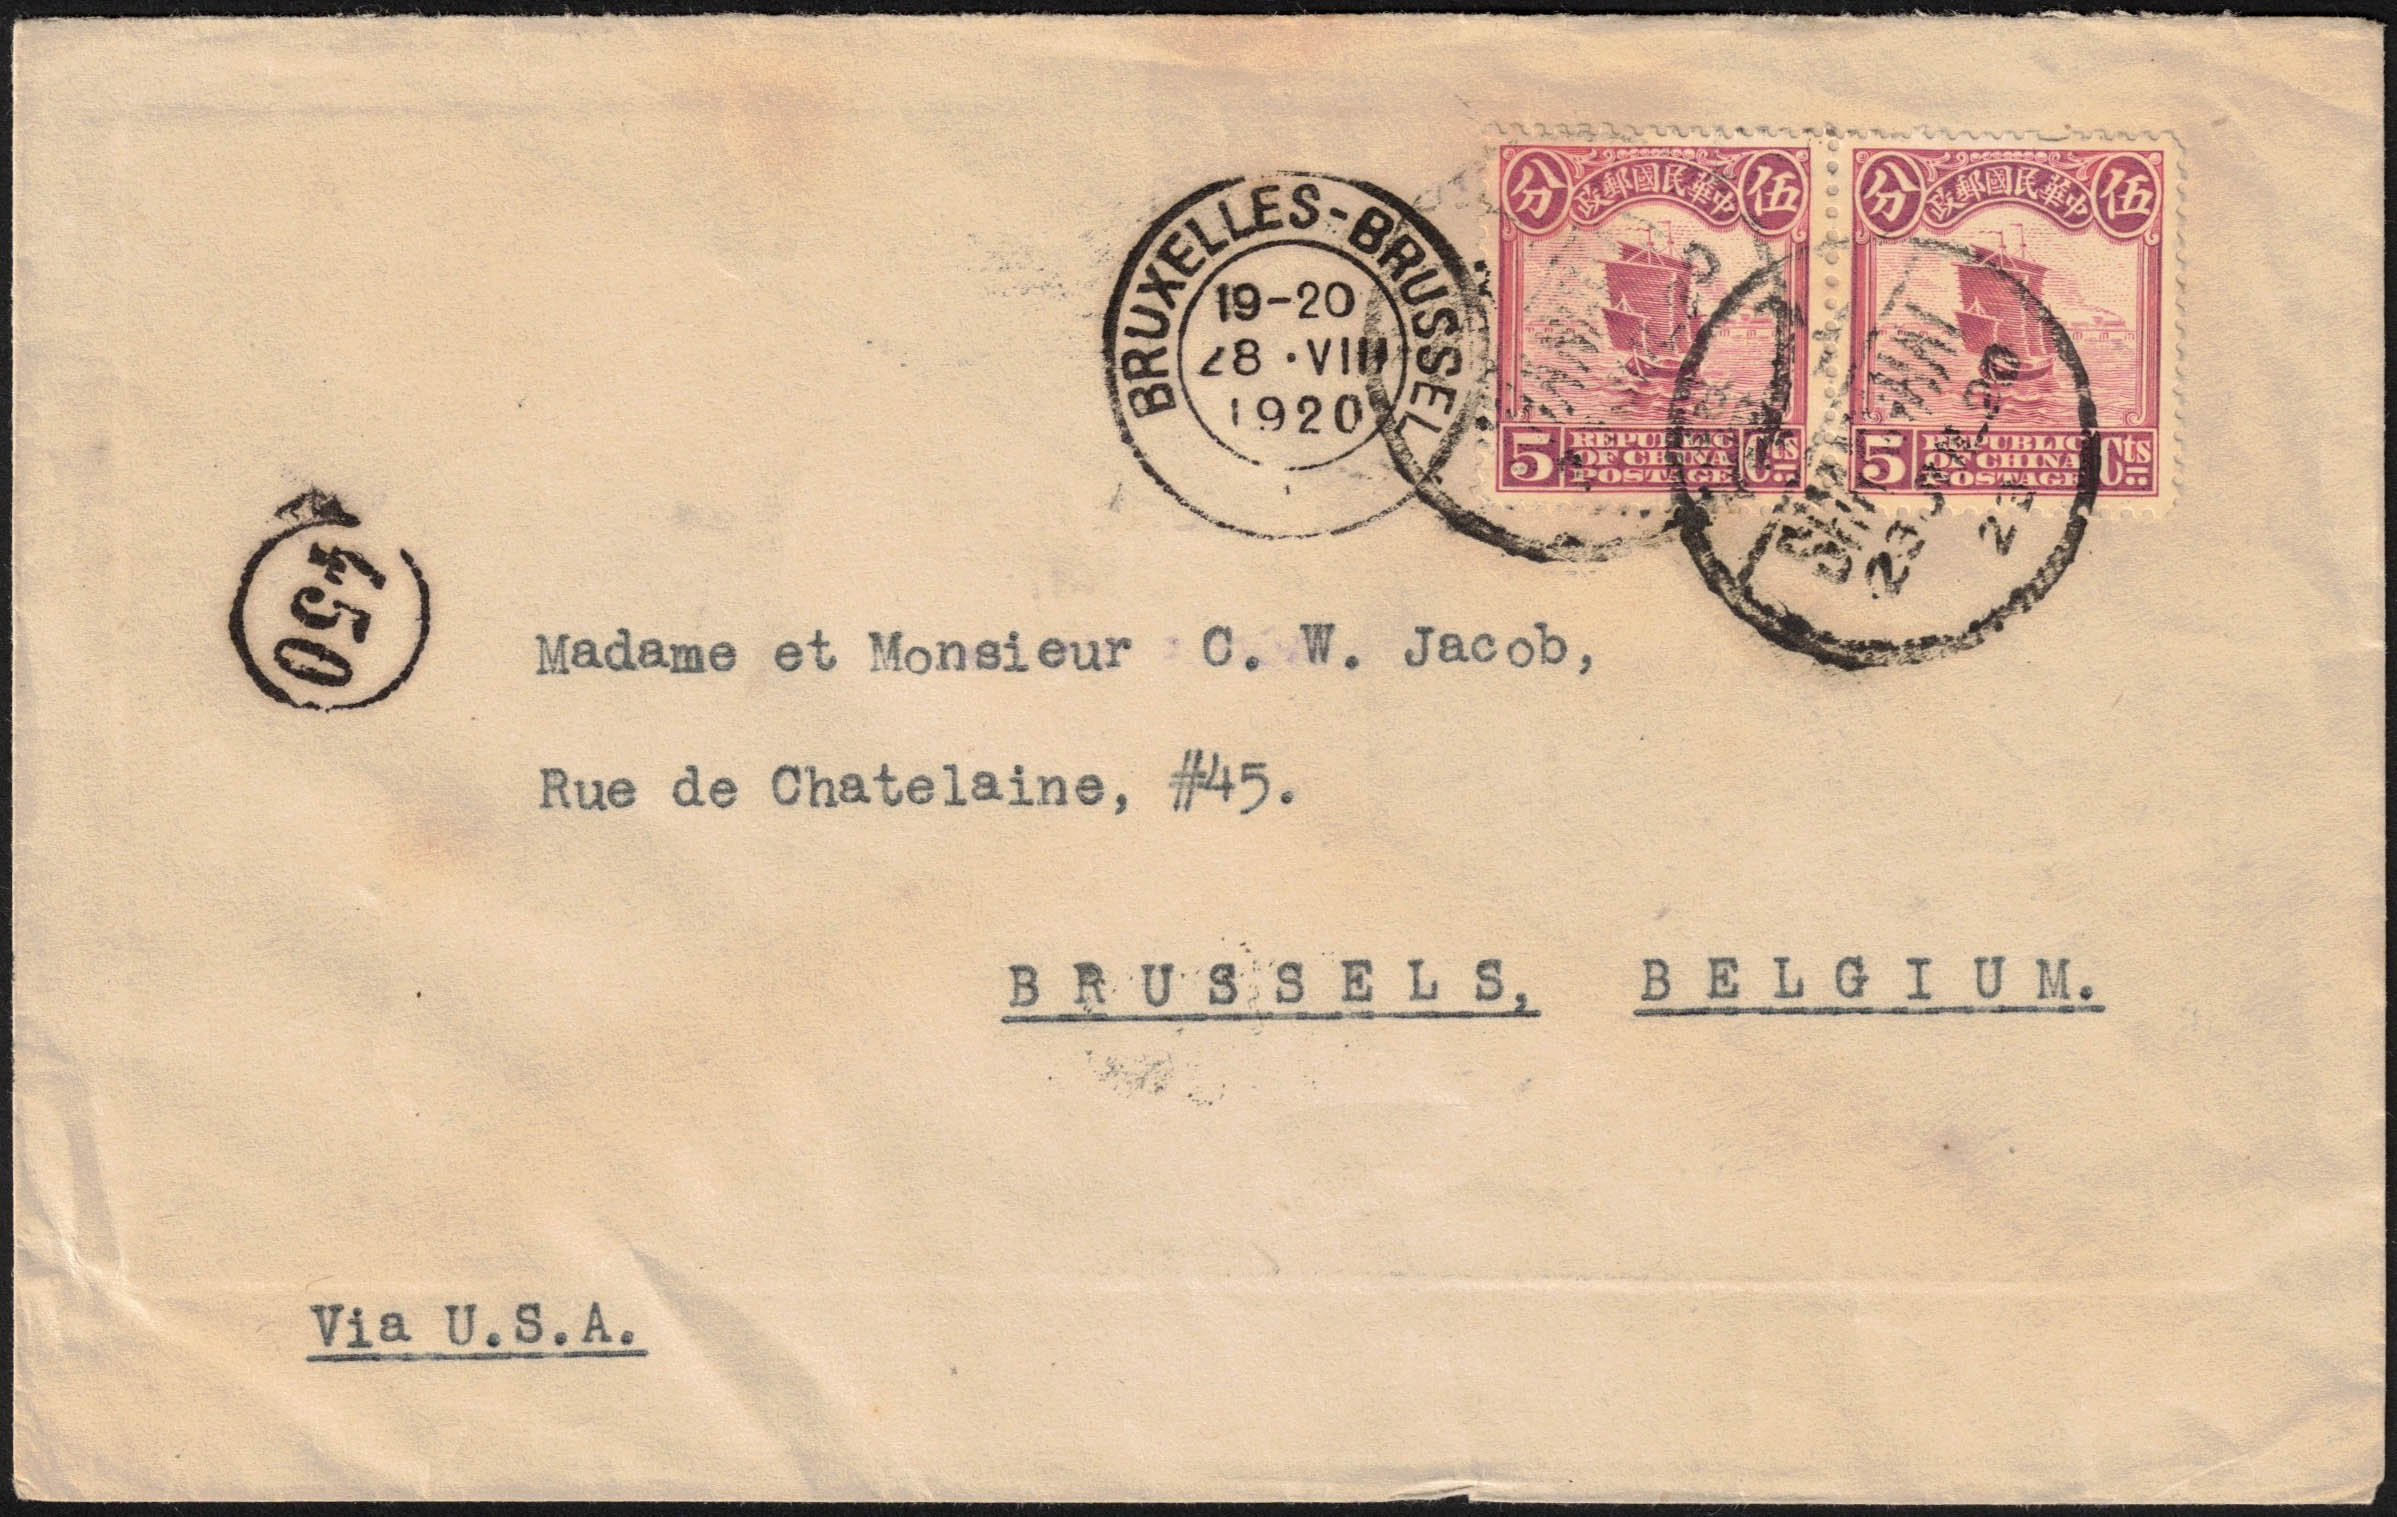 BRUXELLES-BRUSSEL
19-20
28 · VIII
1920
分 中華民國郵政 伍
5 REPUBLIC OF CHINA POSTAGE Cts
分 中華民國郵政 伍
5 REPUBLIC OF CHINA POSTAGE Cts
SHANGHAI
450
Madame et Monsieur C. W. Jacob,
Rue de Chatelaine, #45.
BRUSSELS, BELGIUM.
Via U.S.A.